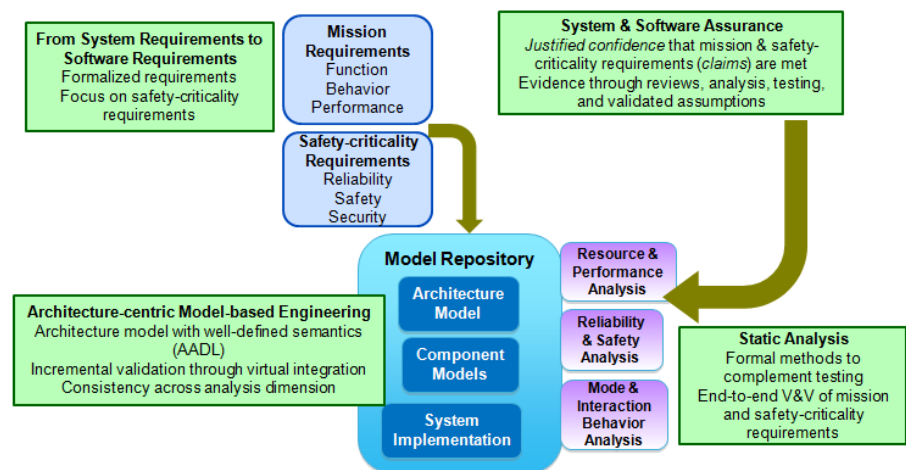 From System Requirements to
Software Requirements
Formalized requirements
Focus on safety-criticality
requirements
Mission
Requirements
Function
Behavior
Performance
System & Software Assurance
Justified confidence that mission & safety-
criticality requirements (claims) are met
Evidence through reviews, analysis, testing,
and validated assumptions
Safety-criticality
Requirements
Reliability
Safety
Security
Model Repository
Architecture
Model
Component
Models
System
Implementation
Resource &
Performance
Analysis
Reliability
& Safety
Analysis
Mode &
Interaction
Behavior
Analysis
Architecture-centric Model-based Engineering
Architecture model with well-defined semantics
(AADL)
Incremental validation through virtual integration
Consistency across analysis dimension
Static Analysis
Formal methods to
complement testing
End-to-end V&V of mission
and safety-criticality
requirements